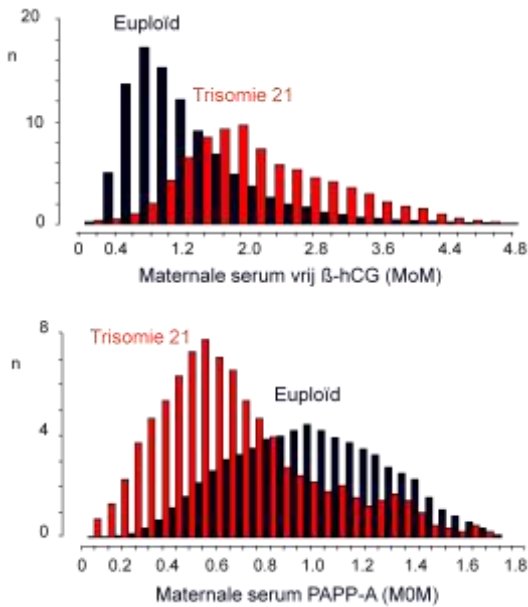 20
Euploïd
n
Trisomie 21
10
0
0 0.4 1.2 2.0 2.8 3.6 4.4 4.8
Maternale serum vrij ß-hCG (MoM)
8
Trisomie 21
n
Euploïd
4
0
0 0.2 0.4 0.6 0.8 1.0 1.2 1.4 1.6 1.8
Maternale serum PAPP-A (M0M)